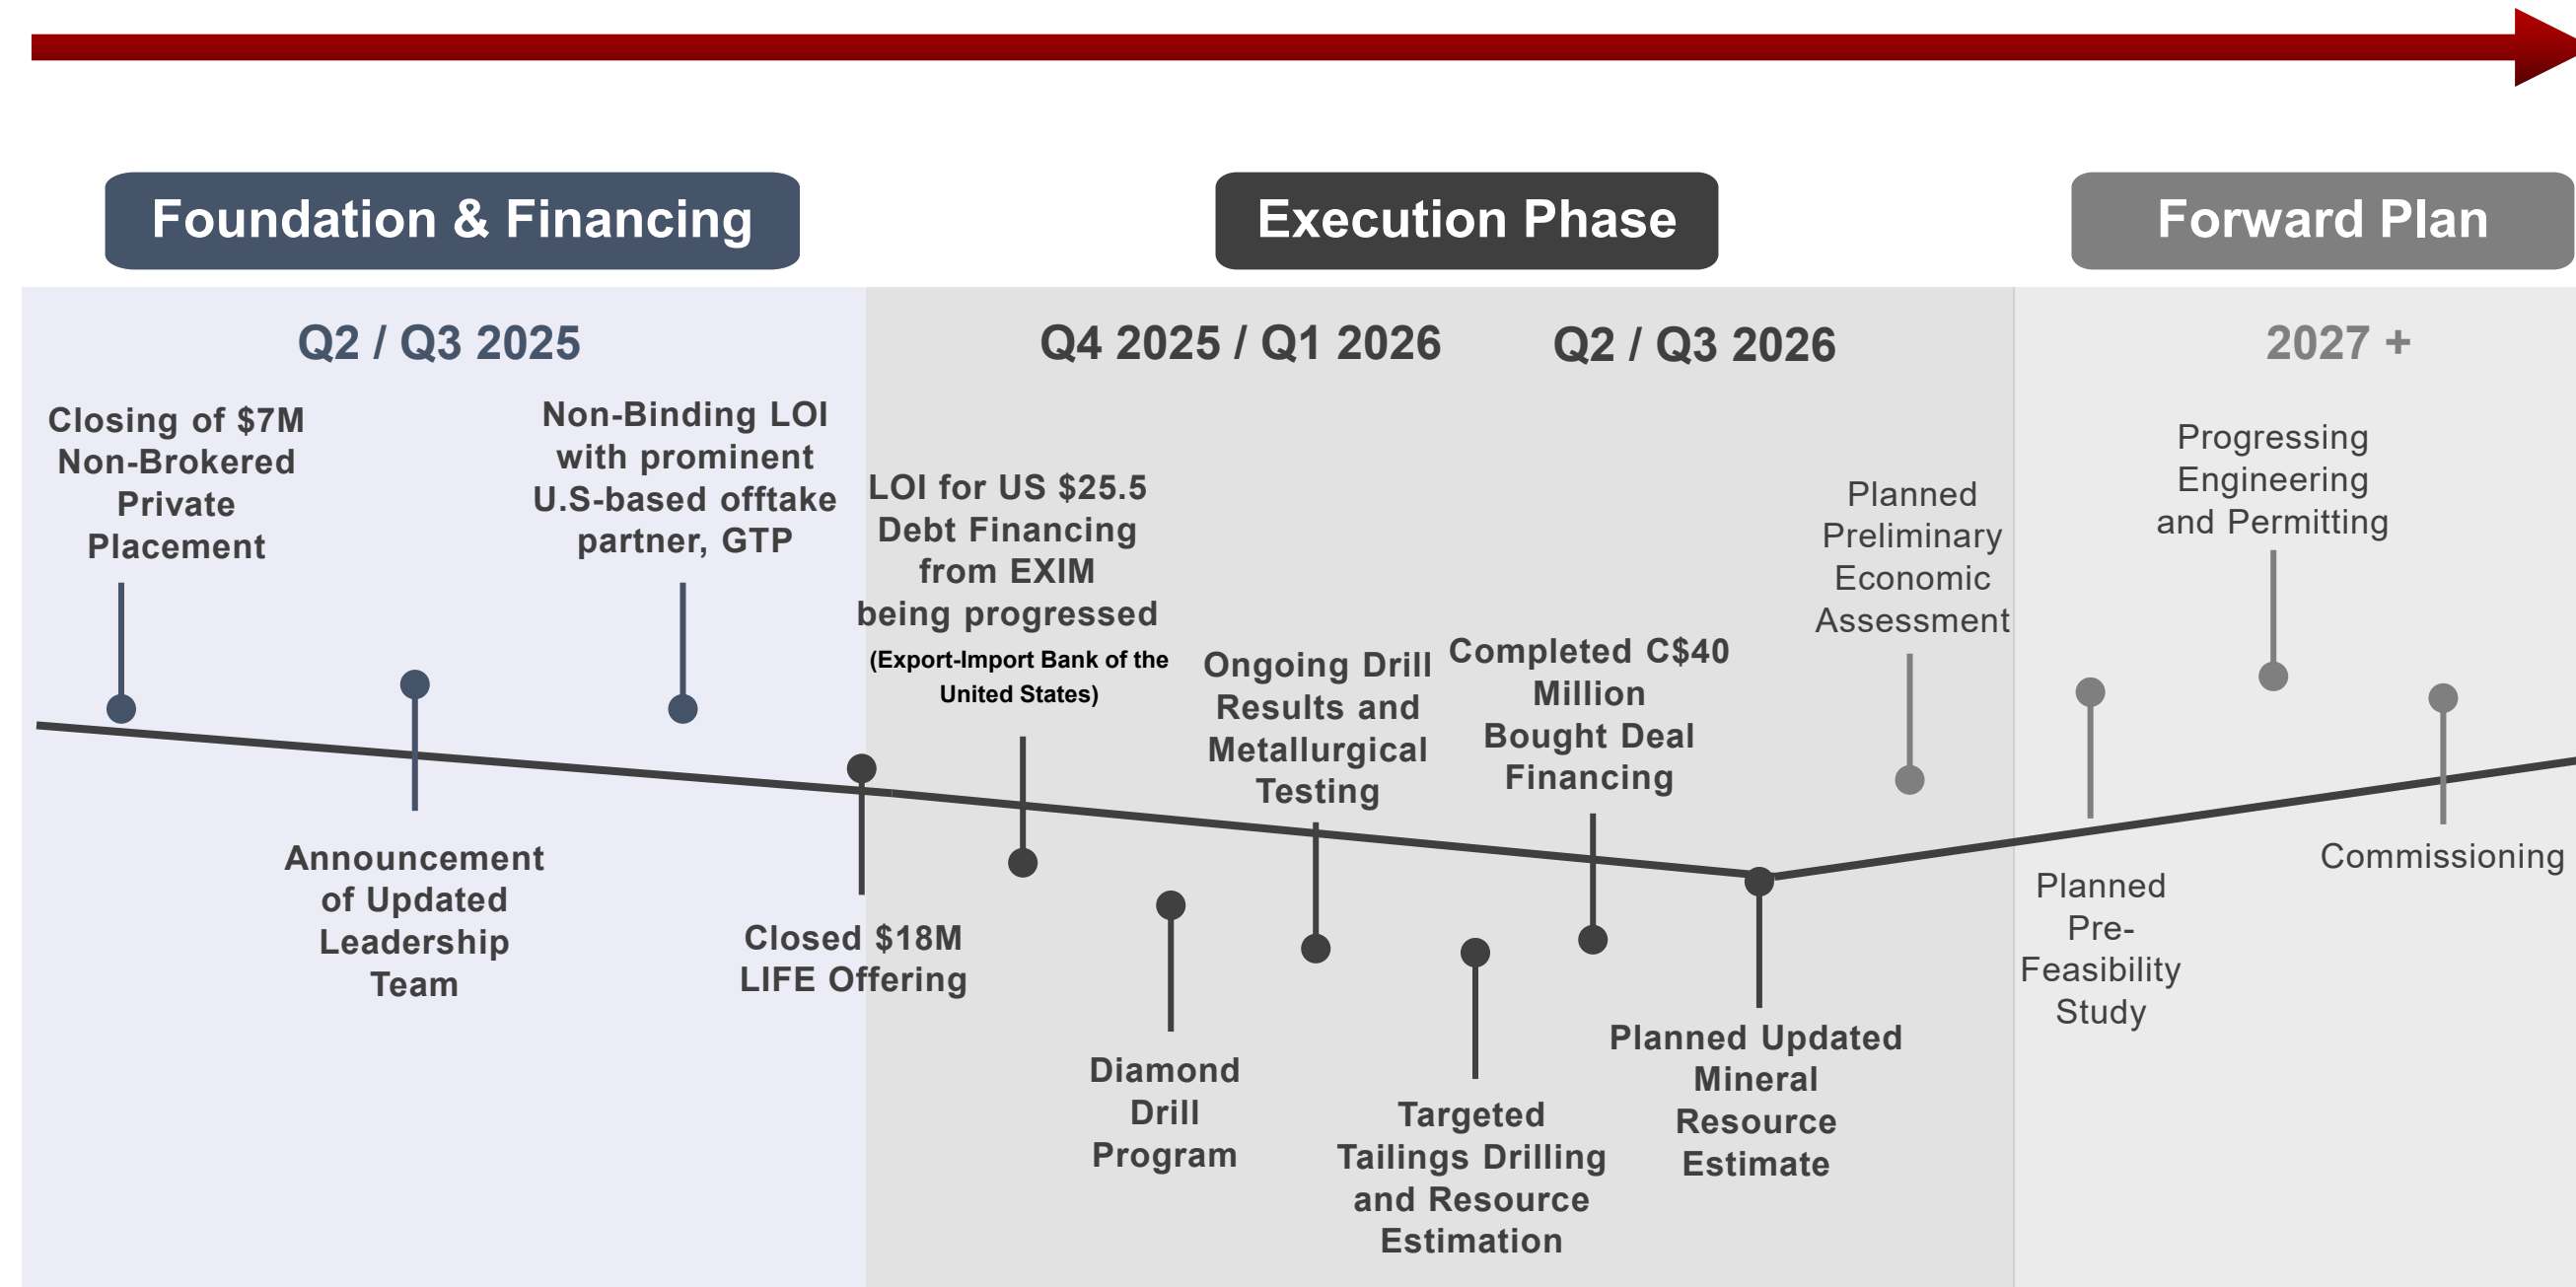 Foundation & Financing
Execution Phase
Forward Plan
Q2 / Q3 2025
Q4 2025 / Q1 2026
Q2 / Q3 2026
2027 +
Closing of $7M
Non-Brokered
Private
Placement
Announcement
of Updated
Leadership
Team
Non-Binding LOI
with prominent
U.S-based offtake
partner, GTP
Closed $18M
LIFE Offering
LOI for US $25.5
Debt Financing
from EXIM
being progressed
(Export-Import Bank of the
United States)
Diamond
Drill
Program
Ongoing Drill
Results and
Metallurgical
Testing
Targeted
Tailings Drilling
and Resource
Estimation
Completed C$40
Million
Bought Deal
Financing
Planned Updated
Mineral
Resource
Estimate
Planned
Preliminary
Economic
Assessment
Planned
Pre-
Feasibility
Study
Progressing
Engineering
and Permitting
Commissioning